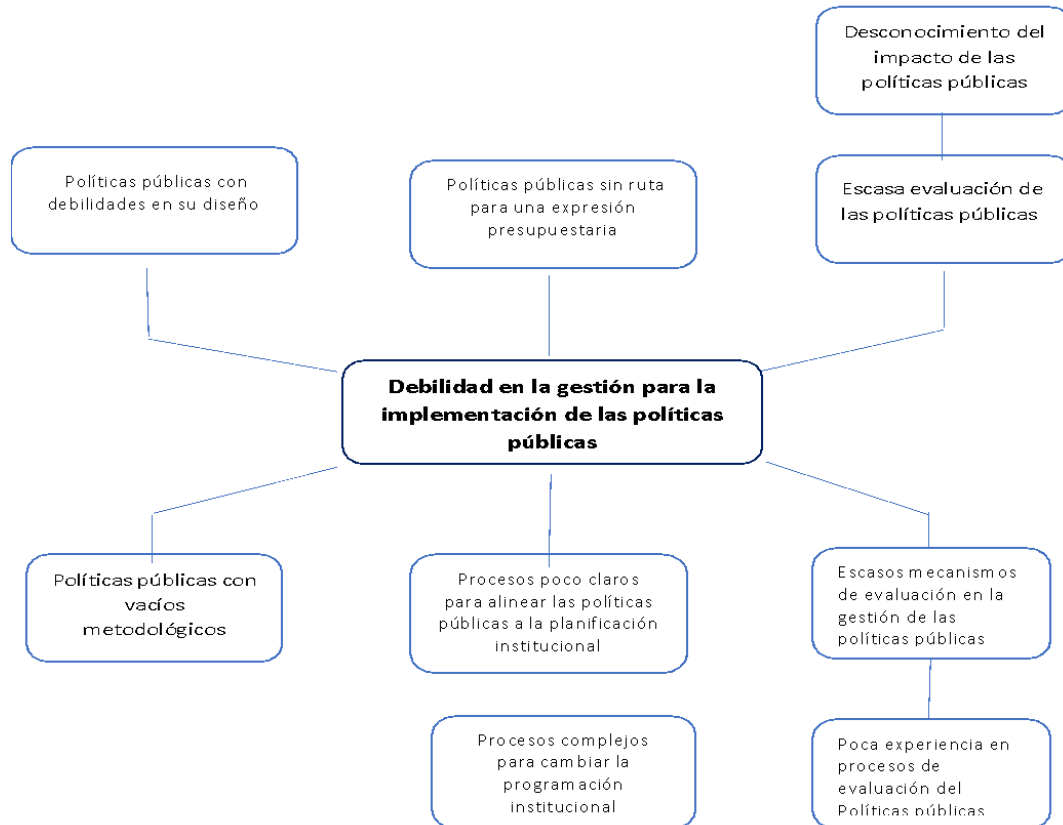 Desconocimiento del
impacto de las
políticas públicas
Políticas públicas con
debilidades en su diseño
Políticas públicas sin ruta
para una expresión
presupuestaria
Escasa evaluación de
las políticas públicas
Debilidad en la gestión para la
implementación de las políticas
públicas
Políticas públicas con
vacíos
metodológicos
Procesos poco claros
para alinear las políticas
públicas a la planificación
institucional
Escasos mecanismos
de evaluación en la
gestión de las
políticas públicas
Procesos complejos
para cambiar la
programación
institucional
Poca experiencia en
procesos de
evaluación del
Políticas públicas